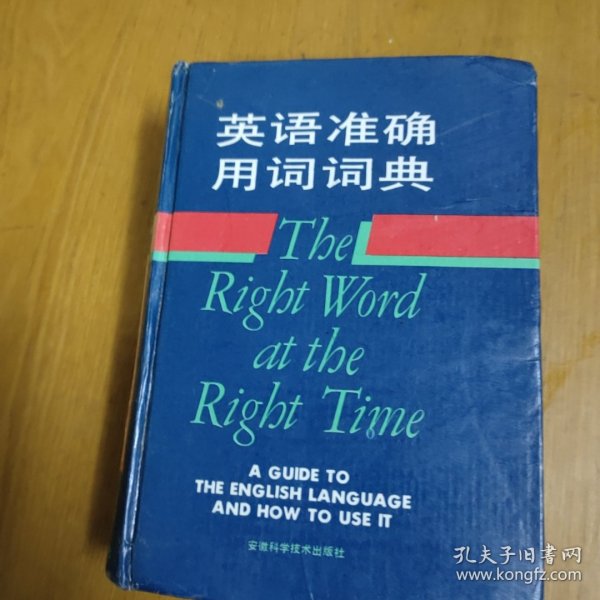 英语准确
用词词典
The
Right Word
at the
Right Time
A GUIDE TO
THE ENGLISH LANGUAGE
AND HOW TO USE IT
安徽科学技术出版社
孔夫子旧书网
www.kongfz.com